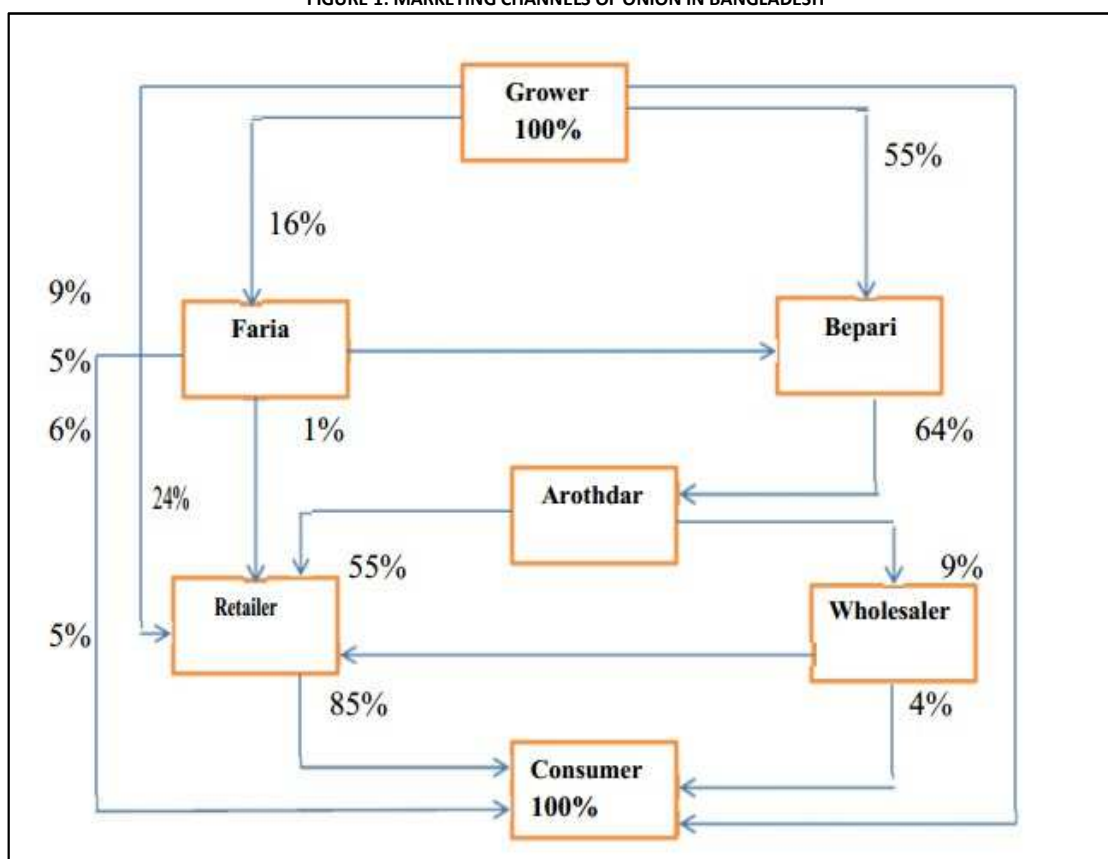 FIGURE 1: MARKETING CHANNELS OF ONION IN BANGLADESH
Grower
100%
55%
16%
9%
Faria
Bepari
5%
6%
1%
64%
24%
Arothdar
55%
9%
Retailer
Wholesaler
5%
85%
4%
Consumer
100%